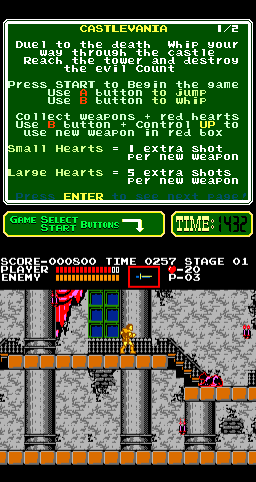 CASTLEVANIA 1/2
Duel to the death Whip your
way through the castle
Reach the tower and destroy
the evil Count
Press START to Begin the game
Use A button to jump
Use B button to whip
Collect weapons + red hearts
Use B button + Control UP to
use new weapon in red box
Small Hearts = 1 extra shot
per new weapon
Large Hearts = 5 extra shots
per new weapon
ENTER
GAME SELECT
START BUTTONS
TIME: 1432
SCORE-000800 TIME 0257 STAGE 01
PLAYER -20
ENEMY P-03